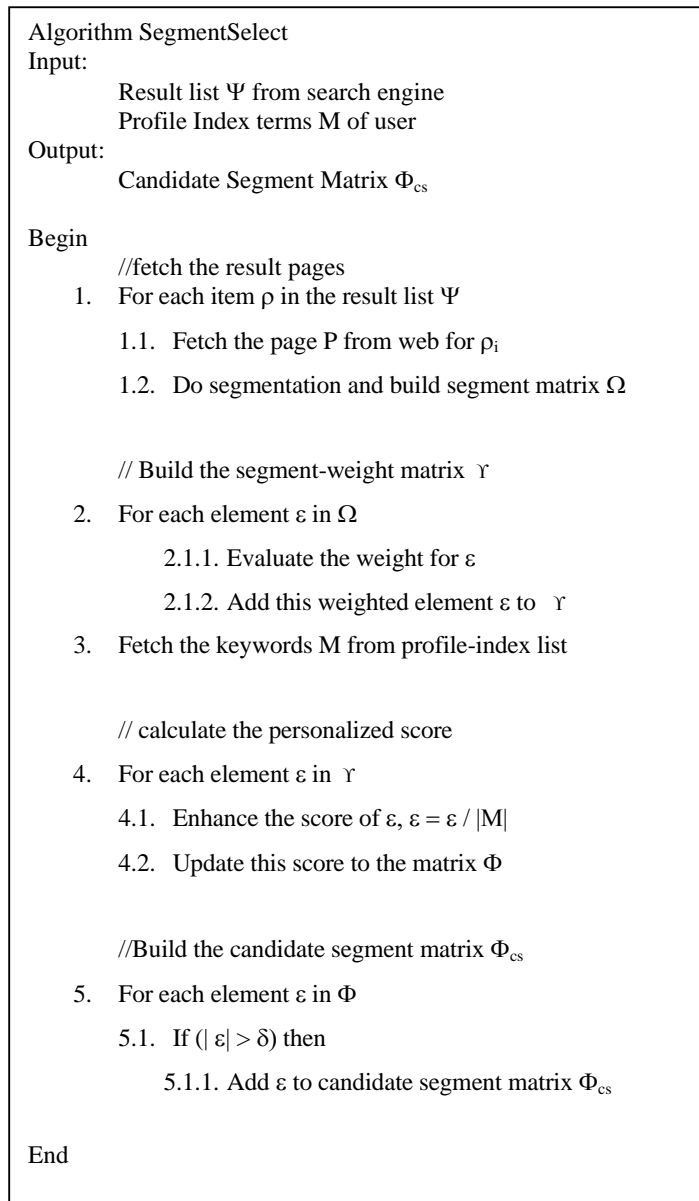 Algorithm SegmentSelect
Input:
Result list Ψ from search engine
Profile Index terms M of user
Output:
Candidate Segment Matrix Φcs
Begin
//fetch the result pages
1. For each item ρ in the result list Ψ
1.1. Fetch the page P from web for ρi
1.2. Do segmentation and build segment matrix Ω
// Build the segment-weight matrix ϒ
2. For each element ε in Ω
2.1.1. Evaluate the weight for ε
2.1.2. Add this weighted element ε to ϒ
3. Fetch the keywords M from profile-index list
// calculate the personalized score
4. For each element ε in ϒ
4.1. Enhance the score of ε, ε = ε / |M|
4.2. Update this score to the matrix Φ
//Build the candidate segment matrix Φcs
5. For each element ε in Φ
5.1. If (| ε| > δ) then
5.1.1. Add ε to candidate segment matrix Φcs
End